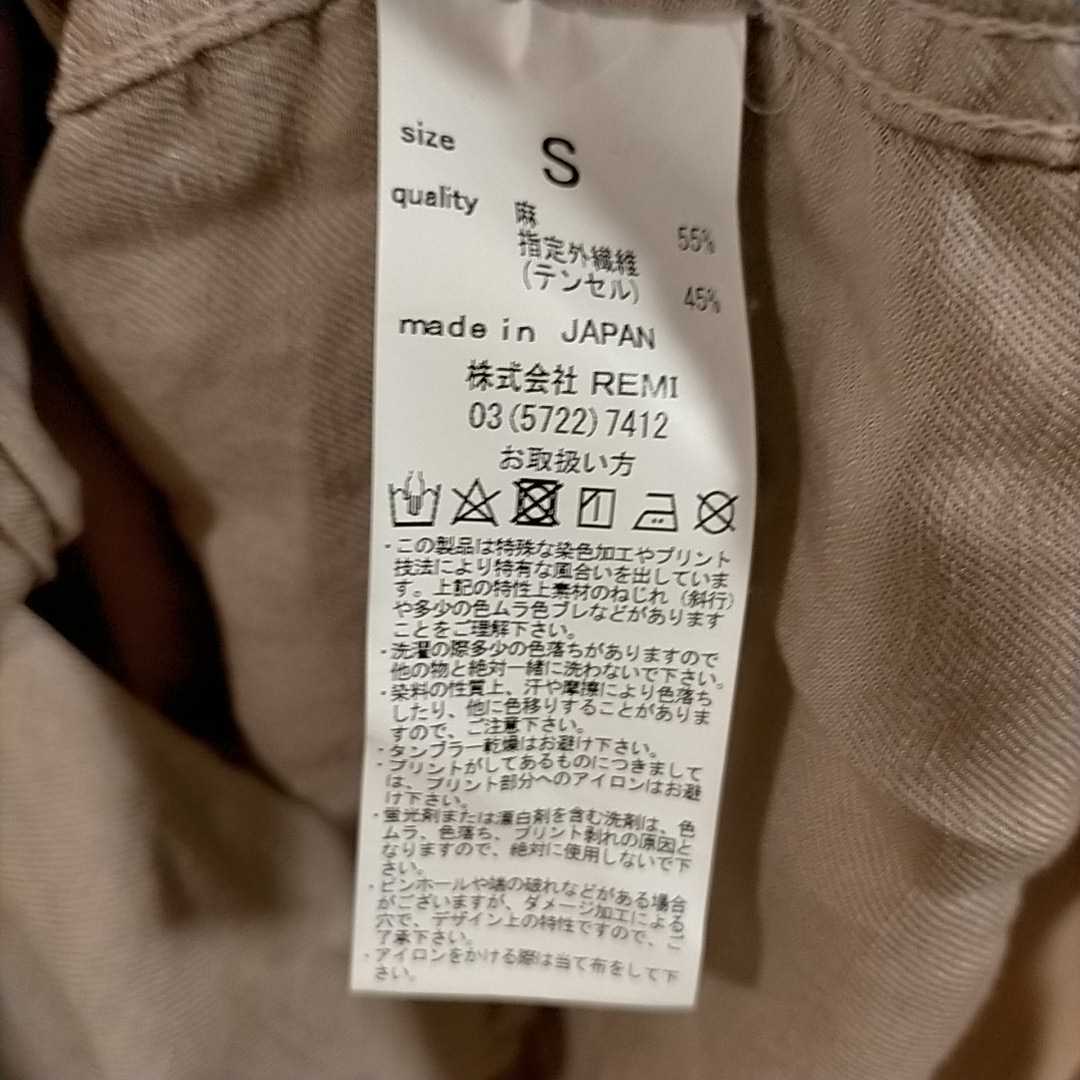 size S
quality 麻 55%
指定外繊維
(テンセル) 45%
made in JAPAN
株式会社 REMI
03(5722)7412
お取扱い方
・この製品は特殊な染色加工やプリント
技法により特有な風合いを出していま
す。上記の特性上素材のねじれ(斜行)
や多少の色ムラ色ブレなどがあります
ことをご理解下さい。
・洗濯の際多少の色落ちがありますので
他の物と絶対一緒に洗わないで下さい。
・染料の性質上、汗や摩擦により色落ち
したり、他に色移りすることがありま
すので、ご注意下さい。
・タンブラー乾燥はお避け下さい。
・プリントがしてあるものにつきまして
は、プリント部分へのアイロンはお避
け下さい。
・蛍光剤または漂白剤を含む洗剤は、色
ムラ、色落ち、プリント剥れの原因と
なりますので、絶対に使用しないで下
さい。
・ピンホールや端の破れなどがある場合
がございますが、ダメージ加工による
穴で、デザイン上の特性ですので、ご
了承下さい。
・アイロンをかける際は当て布をして下
さい。